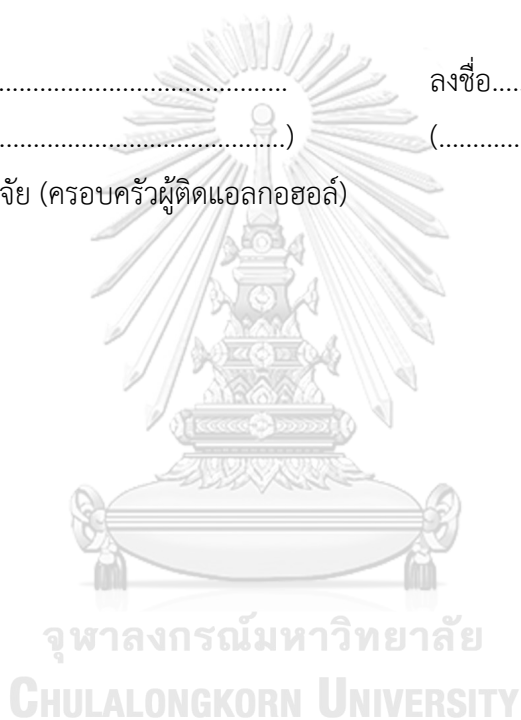 ....................................................... ลงชื่อ.....
.......................................................) (.............
จัย (ครอบครัวผู้ติดแอลกอฮอล์)
จุฬาลงกรณ์มหาวิทยาลัย
CHULALONGKORN UNIVERSITY